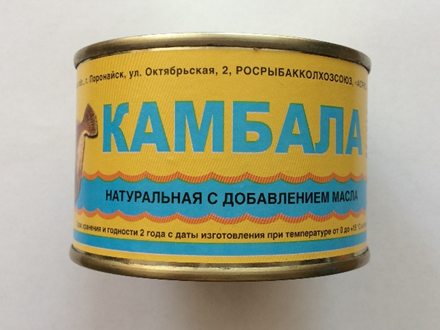 г. Поронайск, ул. Октябрьская, 2, РОСРЫБАККОЛХОЗСОЮЗ,
КАМБАЛА
НАТУРАЛЬНАЯ С ДОБАВЛЕНИЕМ МАСЛА
хранения и годности 2 года с даты изготовления при температуре от 0 до